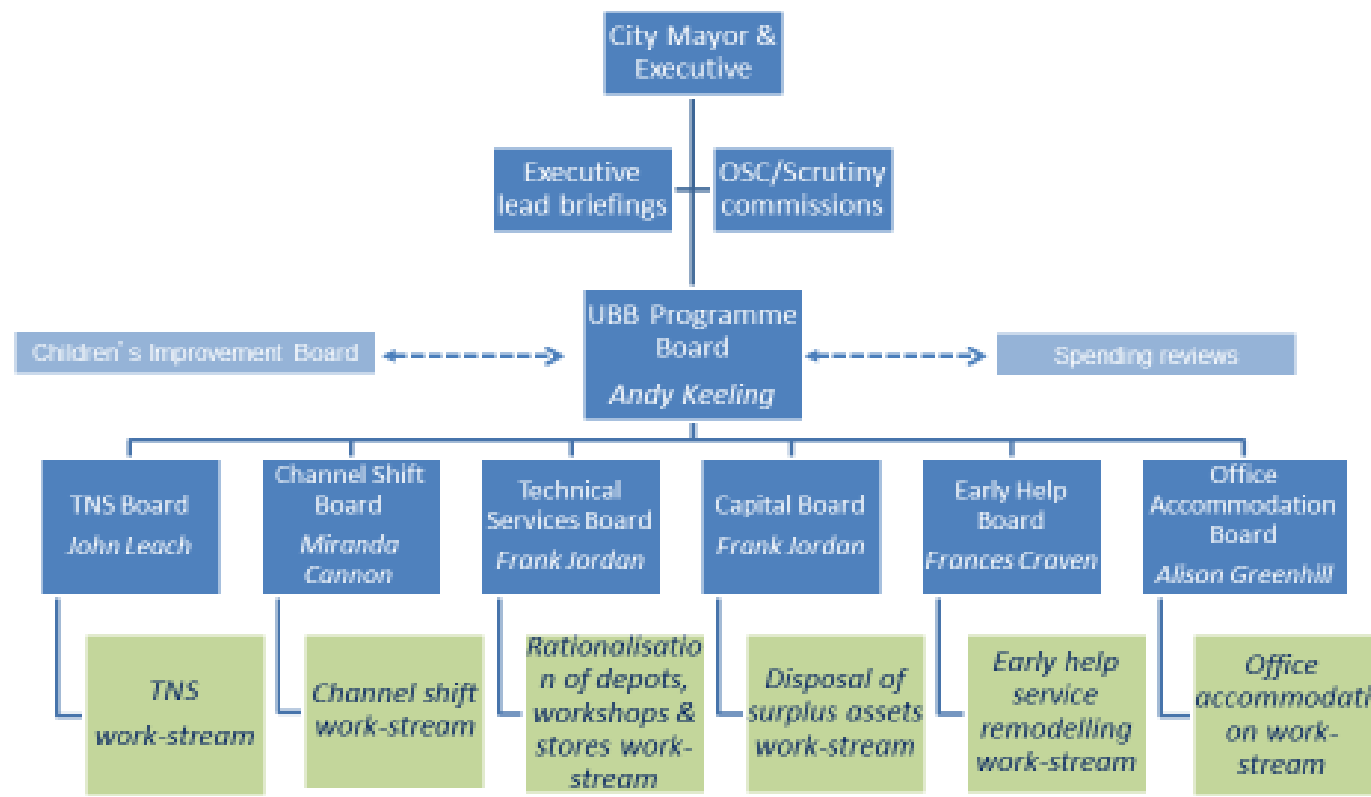 City Mayor &
Executive
Executive
lead briefings
OSC/Scrutiny
commissions
UBB Programme
Board
Andy Keeling
Children's Improvement Board
Spending reviews
TNS Board
John Leach
Channel Shift
Board
Miranda
Cannon
Technical
Services Board
Frank Jordan
Capital Board
Frank Jordan
Early Help
Board
Frances Craven
Office
Accommodation
Board
Alison Greenhill
TNS
work-stream
Channel shift
work-stream
Rationalisatio
n of depots,
workshops &
stores work-
stream
Disposal of
surplus assets
work-stream
Early help
service
remodelling
work-stream
Office
accommodati
on work-
stream